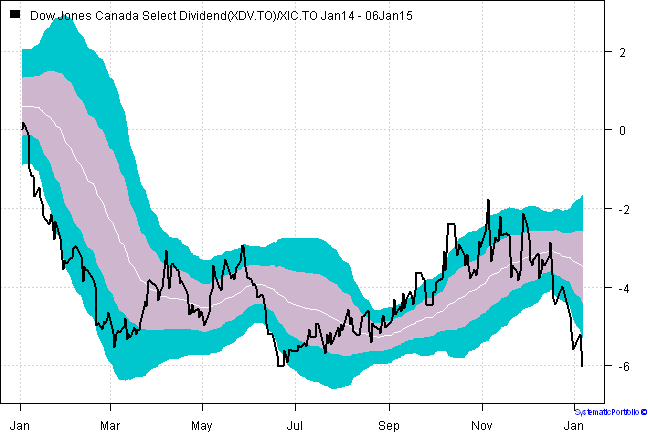 Dow Jones Canada Select Dividend(XDV.TO)/XIC.TO Jan14 - 06Jan15
2
0
-2
-4
-6
SystematicPortfolio ©
Jan Mar May Jul Sep Nov Jan